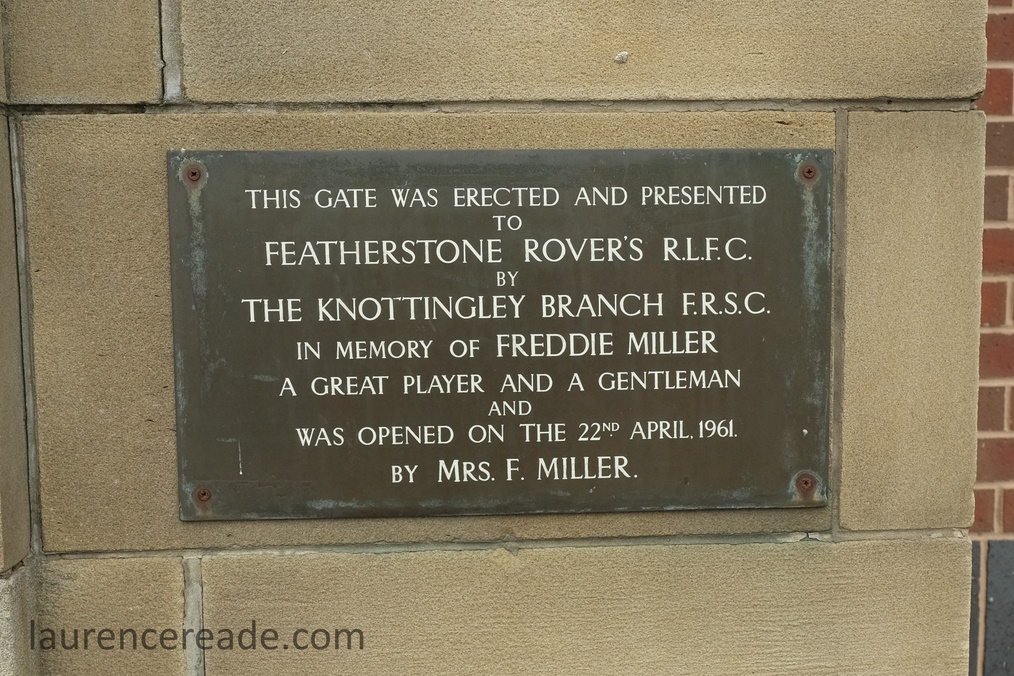 THIS GATE WAS ERECTED AND PRESENTED
TO
FEATHERSTONE ROVER'S R.L.F.C.
BY
THE KNOTTINGLEY BRANCH F.R.S.C.
IN MEMORY OF FREDDIE MILLER
A GREAT PLAYER AND A GENTLEMAN
AND
WAS OPENED ON THE 22ND APRIL. 1961.
BY MRS. F. MILLER.
laurencereade.com